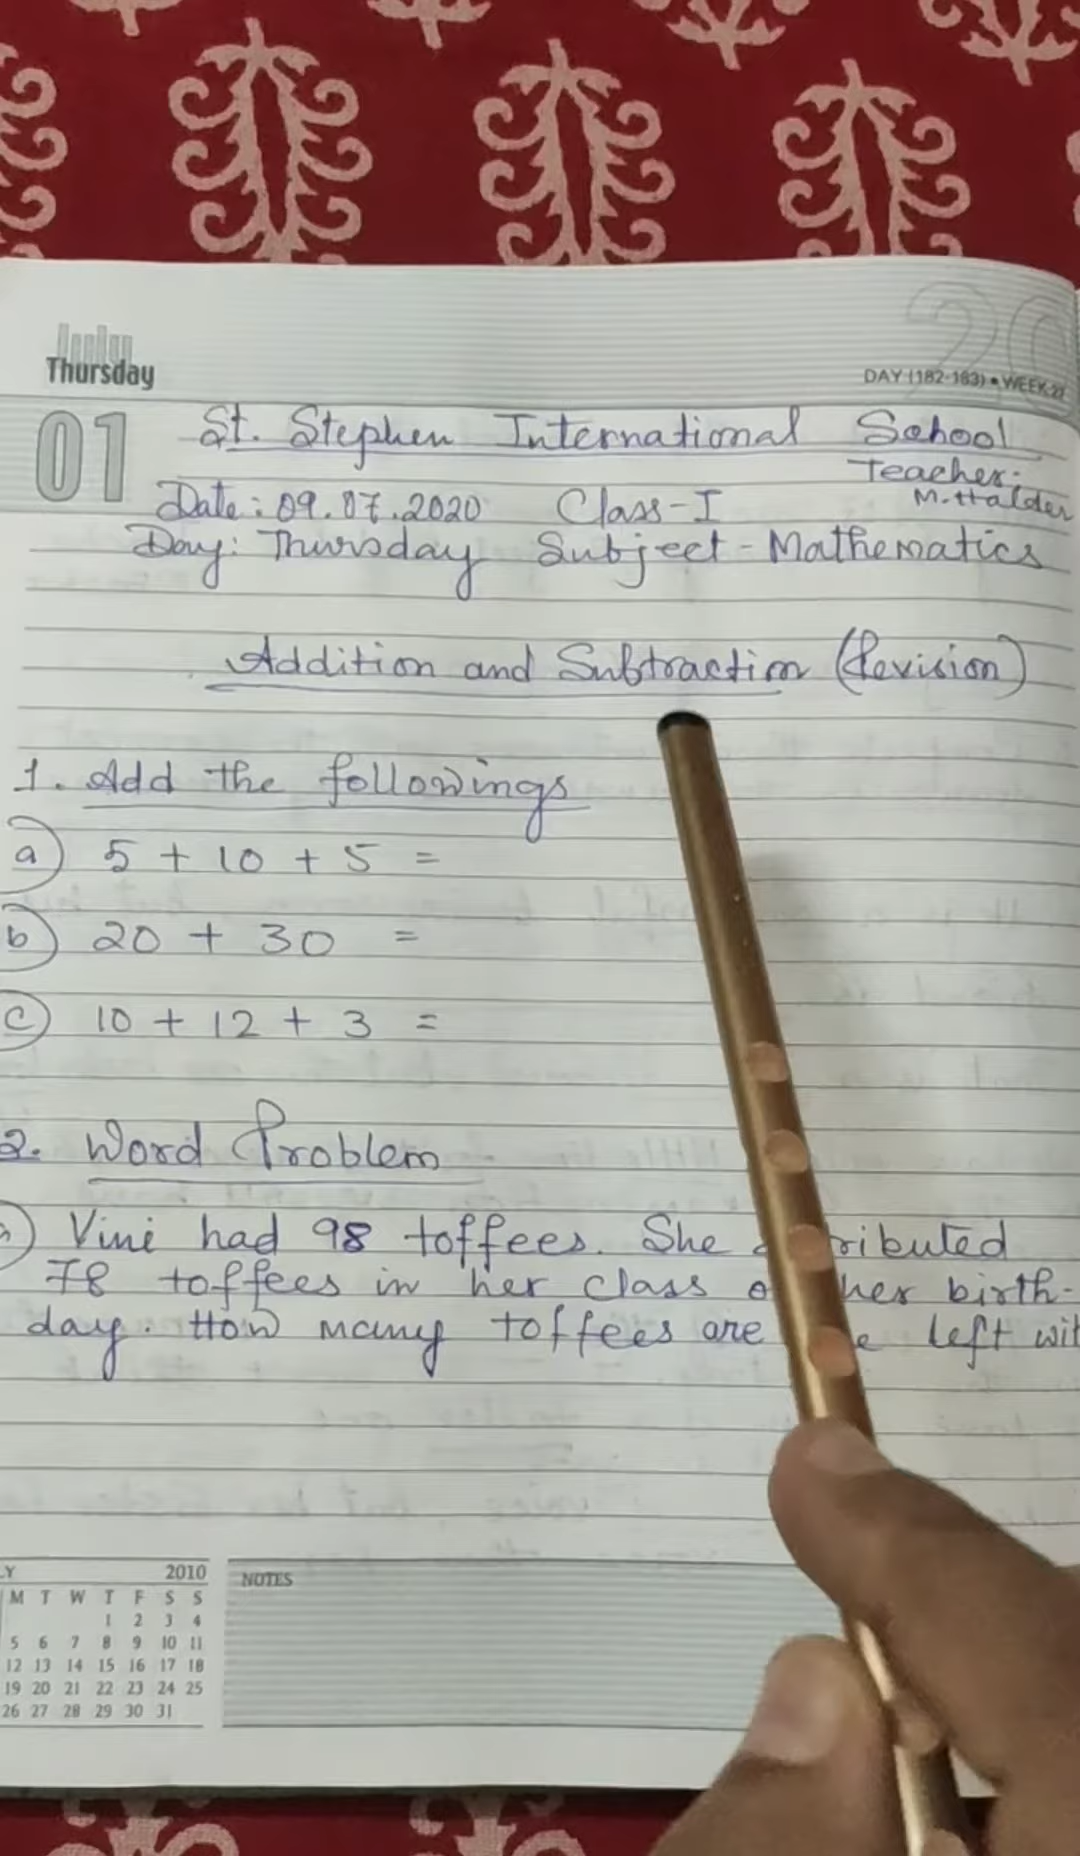 July
Thursday
DAY (182-183) • WEEK 27
01
St. Stephen International School
Teacher:
M. Halder
Date: 09.07.2020 Class-I
Day: Thursday Subject - Mathematics
Addition and Subtraction (Revision)
1. Add the followings
a) 5 + 10 + 5 =
b) 20 + 30 =
c) 10 + 12 + 3 =
2. Word Problem
Vini had 98 toffees. She
78 toffees in her class her birth-
day. How many toffees are left
2010
NOTES
M T W T F S S
1 2 3 4
5 6 7 8 9 10 11
12 13 14 15 16 17 18
19 20 21 22 23 24 25
26 27 28 29 30 31